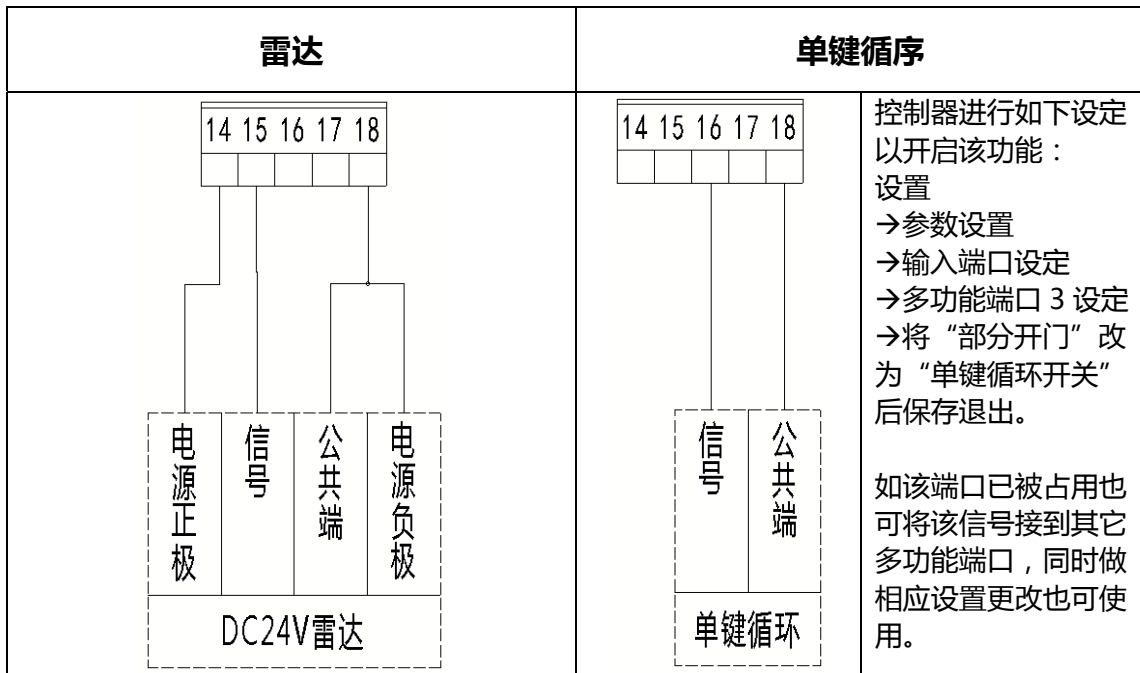 雷达
单键循序
14 15 16 17 18
电源正极
信号
公共端
电源负极
DC24V雷达
14 15 16 17 18
信号
公共端
单键循环
控制器进行如下设定
以开启该功能：
设置
→参数设置
→输入端口设定
→多功能端口 3 设定
→将“部分开门”改
为“单键循环开关”
后保存退出。
如该端口已被占用也
可将该信号接到其它
多功能端口，同时做
相应设置更改也可使
用。